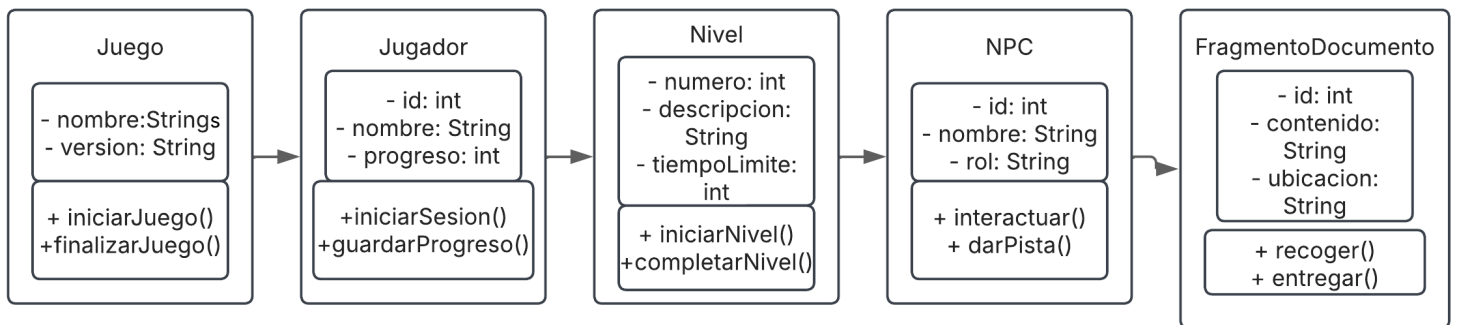 Juego
- nombre:Strings
- version: String
+ iniciarJuego()
+finalizarJuego()
Jugador
- id: int
- nombre: String
- progreso: int
+iniciarSesion()
+guardarProgreso()
Nivel
- numero: int
- descripcion:
String
- tiempoLimite:
int
+ iniciarNivel()
+completarNivel()
NPC
- id: int
- nombre: String
- rol: String
+ interactuar()
+ darPista()
FragmentoDocumento
- id: int
- contenido:
String
- ubicacion:
String
+ recoger()
+ entregar()